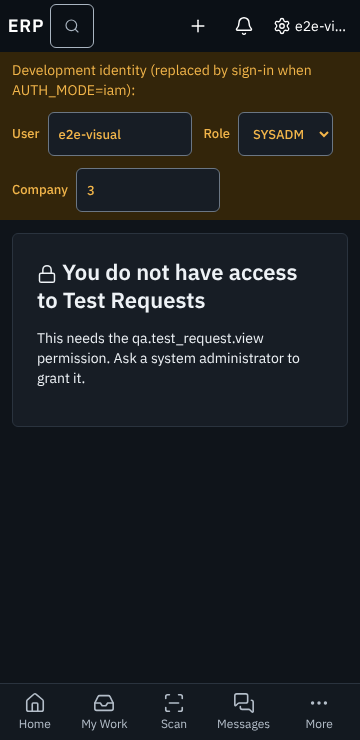 ERP
e2e-vi...
Development identity (replaced by sign-in when
AUTH_MODE=iam):
User e2e-visual Role SYSADM
Company 3
You do not have access
to Test Requests
This needs the qa.test_request.view
permission. Ask a system administrator to
grant it.
Home My Work Scan Messages More